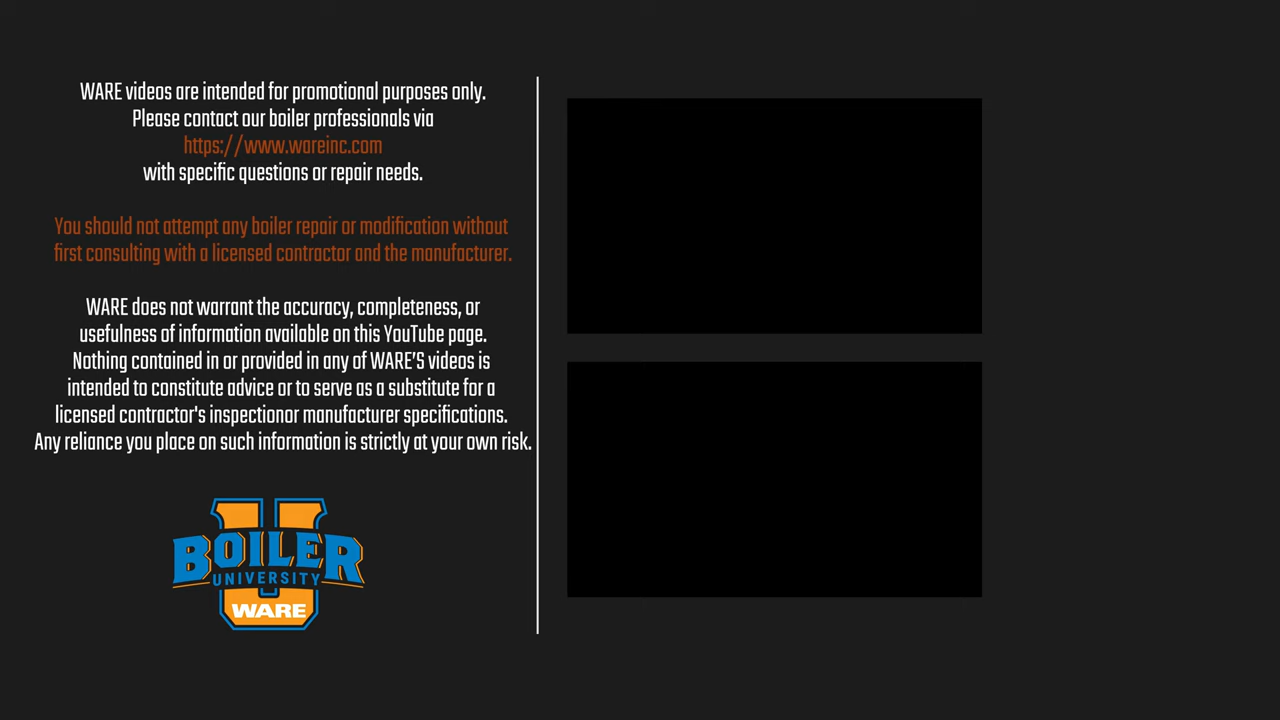 WARE videos are intended for promotional purposes only.
Please contact our boiler professionals via
https://www.wareinc.com
with specific questions or repair needs.
You should not attempt any boiler repair or modification without
first consulting with a licensed contractor and the manufacturer.
WARE does not warrant the accuracy, completeness, or
usefulness of information available on this YouTube page.
Nothing contained in or provided in any of WARE'S videos is
intended to constitute advice or to serve as a substitute for a
licensed contractor's inspectionor manufacturer specifications.
Any reliance you place on such information is strictly at your own risk.
U
BOILER
UNIVERSITY
WARE